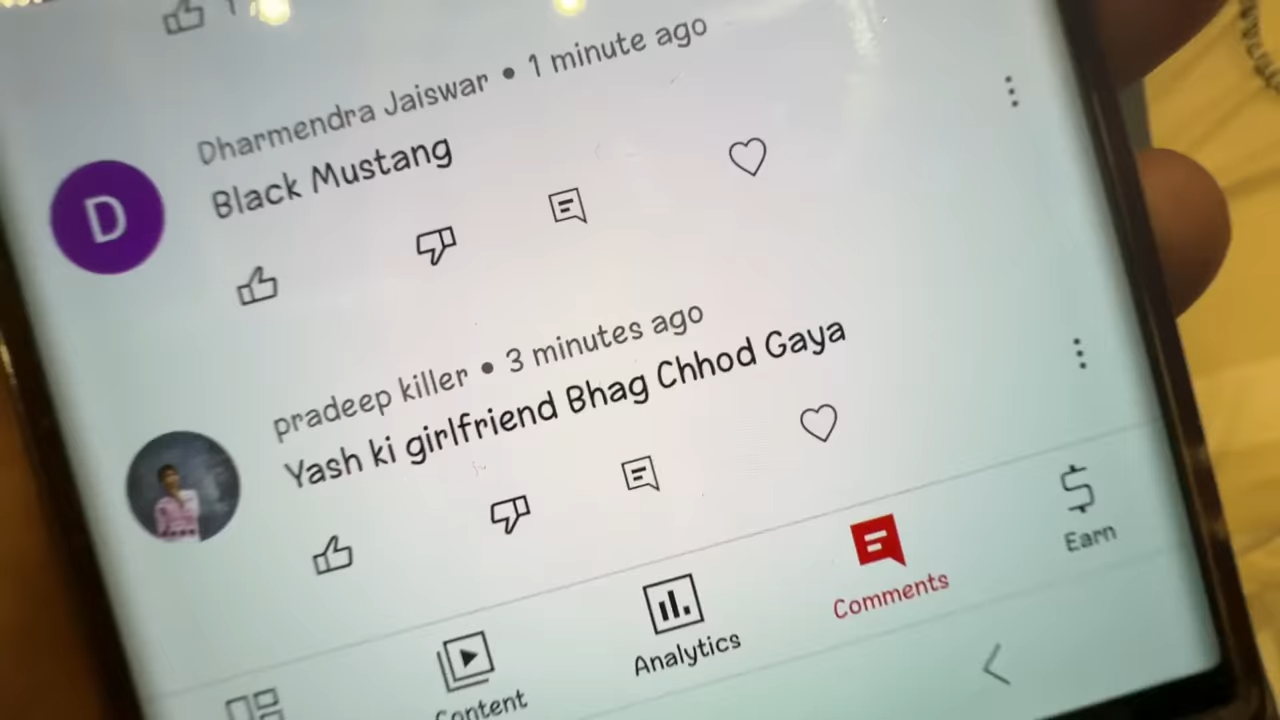 Dharmendra Jaiswar • 1 minute ago
D
Black Mustang
pradeep killer • 3 minutes ago
Yash ki girlfriend Bhag Chhod Gaya
Content
Analytics
Comments
Earn